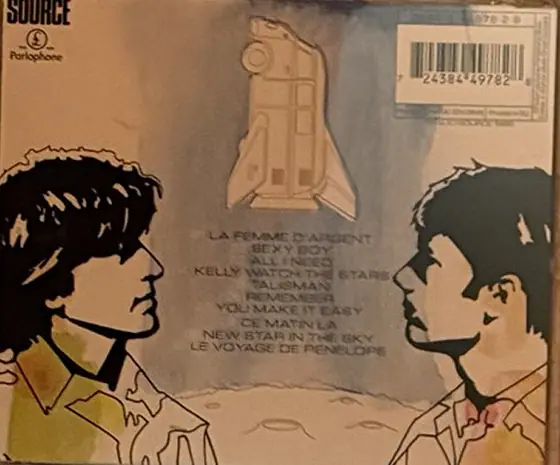 SOURCE
Parlophone
7 24384 49782 8
LA FEMME D'ARGENT
SEXY BOY
ALL I NEED
KELLY WATCH THE STARS
TALISMAN
REMEMBER
YOU MAKE IT EASY
CE MATIN LA
NEW STAR IN THE SKY
LE VOYAGE DE PENELOPE